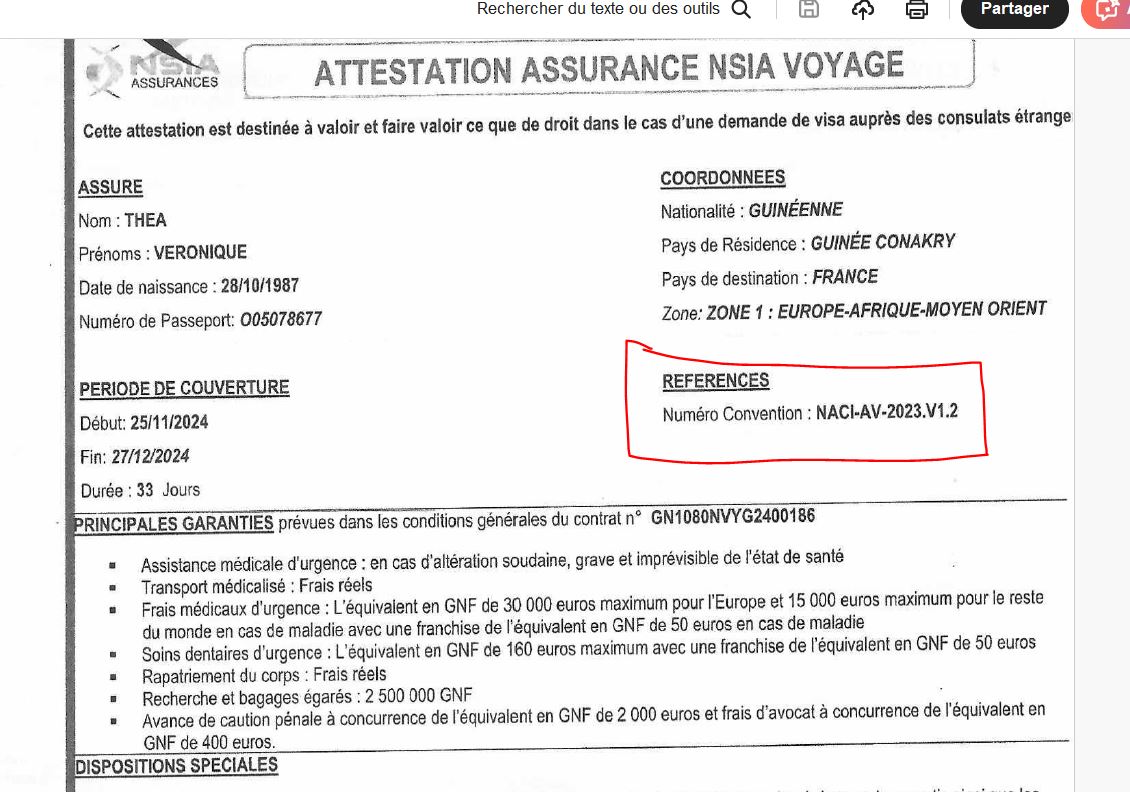 Rechercher du texte ou des outils
Partager
NSIA
ASSURANCES
ATTESTATION ASSURANCE NSIA VOYAGE
Cette attestation est destinée à valoir et faire valoir ce que de droit dans le cas d'une demande de visa auprès des consulats étrange
ASSURE
Nom : THEA
Prénoms : VERONIQUE
Date de naissance : 28/10/1987
Numéro de Passeport: O05078677
COORDONNEES
Nationalité : GUINÉENNE
Pays de Résidence : GUINÉE CONAKRY
Pays de destination : FRANCE
Zone: ZONE 1 : EUROPE-AFRIQUE-MOYEN ORIENT
PERIODE DE COUVERTURE
Début: 25/11/2024
Fin: 27/12/2024
Durée : 33 Jours
REFERENCES
Numéro Convention : NACI-AV-2023.V1.2
PRINCIPALES GARANTIES prévues dans les conditions générales du contrat n° GN1080NVYG2400186
▪ Assistance médicale d'urgence : en cas d'altération soudaine, grave et imprévisible de l'état de santé
▪ Transport médicalisé : Frais réels
▪ Frais médicaux d'urgence : L'équivalent en GNF de 30 000 euros maximum pour l'Europe et 15 000 euros maximum pour le reste
du monde en cas de maladie avec une franchise de l'équivalent en GNF de 50 euros en cas de maladie
▪ Soins dentaires d'urgence : L'équivalent en GNF de 160 euros maximum avec une franchise de l'équivalent en GNF de 50 euros
▪ Rapatriement du corps : Frais réels
▪ Recherche et bagages égarés : 2 500 000 GNF
▪ Avance de caution pénale à concurrence de l'équivalent en GNF de 2 000 euros et frais d'avocat à concurrence de l'équivalent en
GNF de 400 euros.
DISPOSITIONS SPECIALES